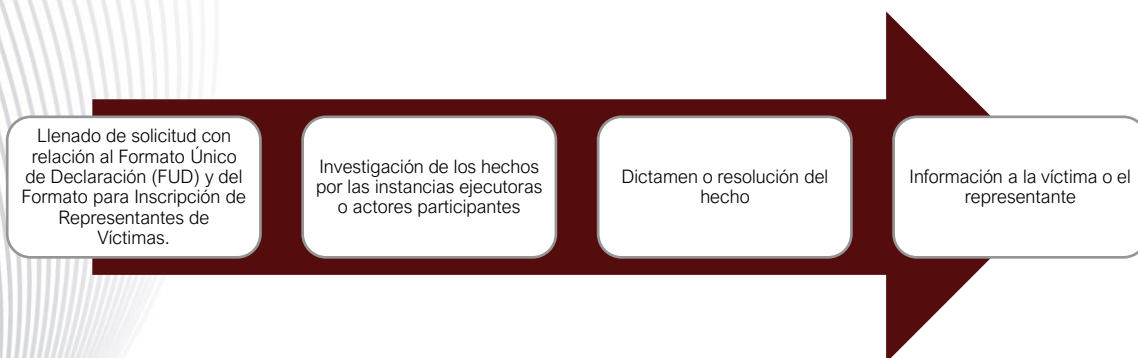 Llenado de solicitud con
relación al Formato Único
de Declaración (FUD) y del
Formato para Inscripción de
Representantes de
Víctimas.
Investigación de los hechos
por las instancias ejecutoras
o actores participantes
Dictamen o resolución del
hecho
Información a la víctima o el
representante